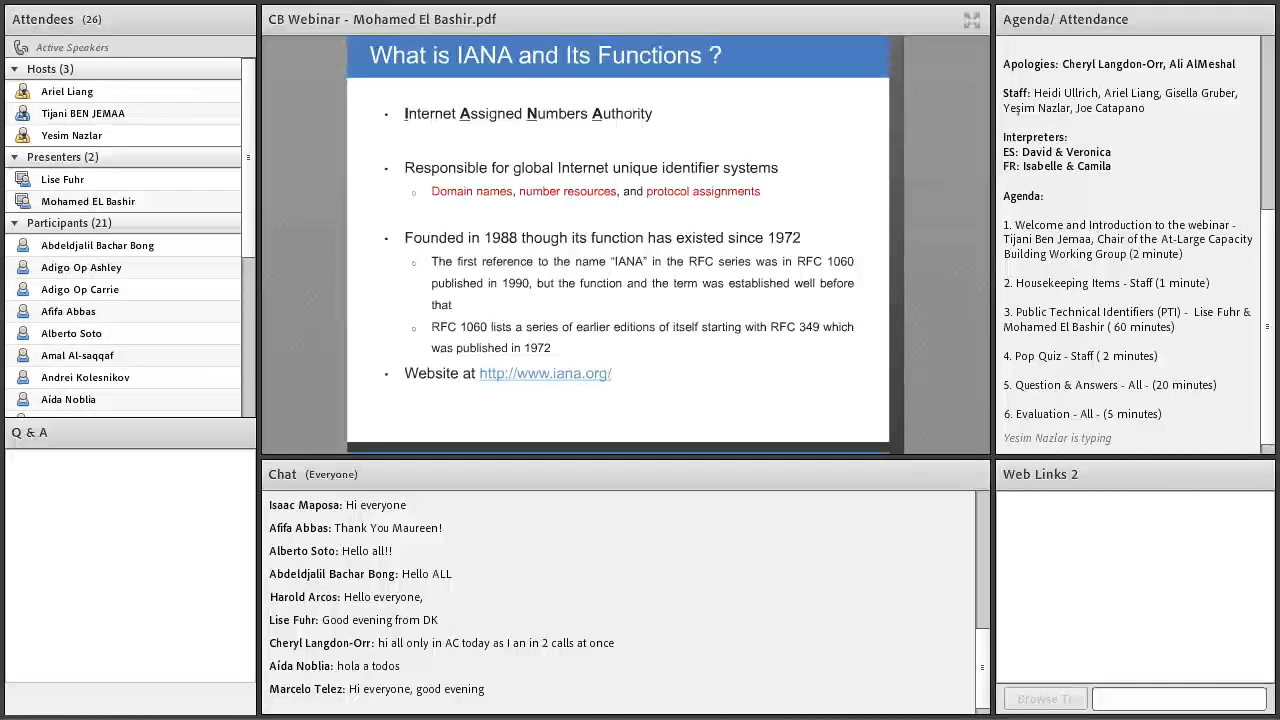 Attendees (26)
Active Speakers
Hosts (3)
Ariel Liang
Tijani BEN JEMAA
Yesim Nazlar
Presenters (2)
Lise Fuhr
Mohamed EL Bashir
Participants (21)
Abdeldjalil Bachar Bong
Adigo Op Ashley
Adigo Op Carrie
Afifa Abbas
Alberto Soto
Amal Al-saqqaf
Andrei Kolesnikov
Aída Noblia
Q & A
CB Webinar - Mohamed El Bashir.pdf
What is IANA and Its Functions ?
• Internet Assigned Numbers Authority
• Responsible for global Internet unique identifier systems
○ Domain names, number resources, and protocol assignments
• Founded in 1988 though its function has existed since 1972
○ The first reference to the name “IANA” in the RFC series was in RFC 1060
published in 1990, but the function and the term was established well before
that
○ RFC 1060 lists a series of earlier editions of itself starting with RFC 349 which
was published in 1972
• Website at http;//www.iana.org/
Chat (Everyone)
Isaac Maposa: Hi everyone
Afifa Abbas: Thank You Maureen!
Alberto Soto: Hello all!!
Abdeldjalil Bachar Bong: Hello ALL
Harold Arcos: Hello everyone,
Lise Fuhr: Good evening from DK
Cheryl Langdon-Orr: hi all only in AC today as I an in 2 calls at once
Aída Noblia: hola a todos
Marcelo Telez: Hi everyone, good evening
Agenda/ Attendance
Apologies: Cheryl Langdon-Orr, Ali AlMeshal
Staff: Heidi Ullrich, Ariel Liang, Gisella Gruber,
Yeşim Nazlar, Joe Catapano
Interpreters:
ES: David & Veronica
FR: Isabelle & Camila
Agenda:
1. Welcome and Introduction to the webinar -
Tijani Ben Jemaa, Chair of the At-Large Capacity
Building Working Group (2 minute)
2. Housekeeping Items - Staff (1 minute)
3. Public Technical Identifiers (PTI) - Lise Fuhr &
Mohamed El Bashir ( 60 minutes)
4. Pop Quiz - Staff ( 2 minutes)
5. Question & Answers - All - (20 minutes)
6. Evaluation - All - (5 minutes)
Yesim Nazlar is typing
Web Links 2
Browse To